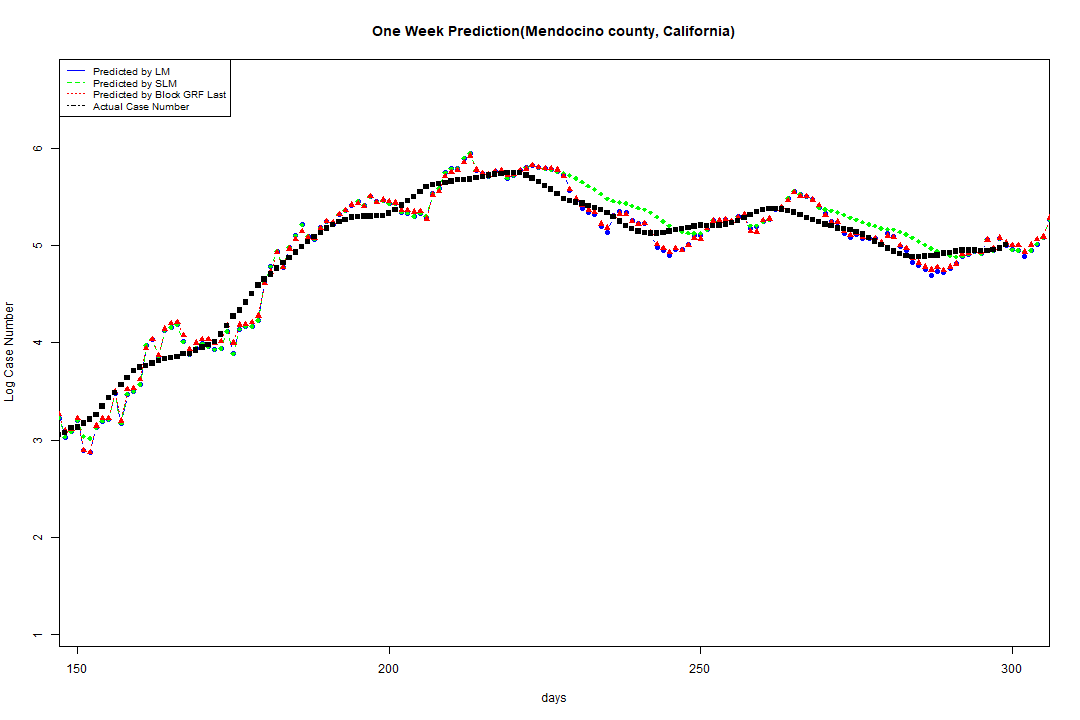 One Week Prediction(Mendocino county, California)
Predicted by LM
Predicted by SLM
Predicted by Block GRF Last
Actual Case Number
6
5
4
3
2
1
Log Case Number
150 200 250 300
days